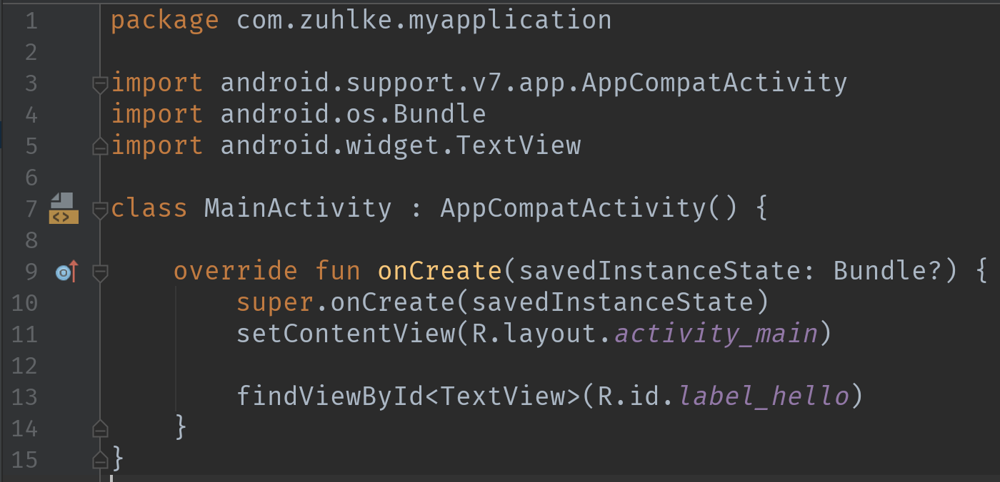 1 package com.zuhlke.myapplication
2
3 import android.support.v7.app.AppCompatActivity
4 import android.os.Bundle
5 import android.widget.TextView
6
7 <> class MainActivity : AppCompatActivity() {
8
9     override fun onCreate(savedInstanceState: Bundle?) {
10         super.onCreate(savedInstanceState)
11         setContentView(R.layout.activity_main)
12
13         findViewById<TextView>(R.id.label_hello)
14     }
15 }